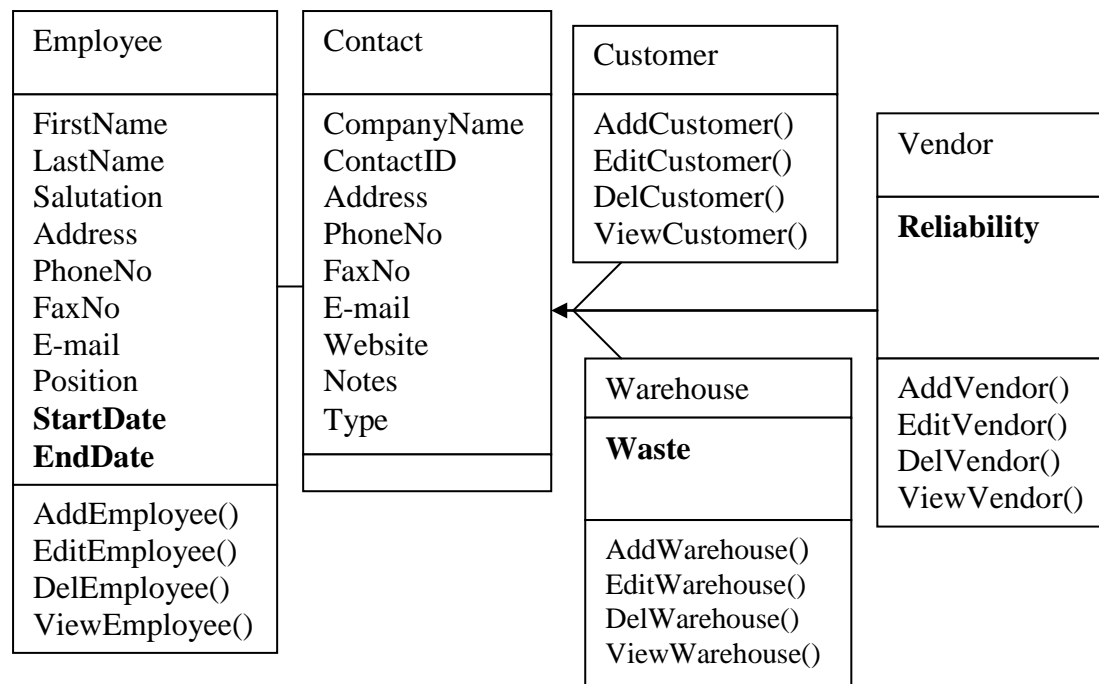 Employee
FirstName
LastName
Salutation
Address
PhoneNo
FaxNo
E-mail
Position
StartDate
EndDate
AddEmployee()
EditEmployee()
DelEmployee()
ViewEmployee()
Contact
CompanyName
ContactID
Address
PhoneNo
FaxNo
E-mail
Website
Notes
Type
Customer
AddCustomer()
EditCustomer()
DelCustomer()
ViewCustomer()
Warehouse
Waste
AddWarehouse()
EditWarehouse()
DelWarehouse()
ViewWarehouse()
Vendor
Reliability
AddVendor()
EditVendor()
DelVendor()
ViewVendor()